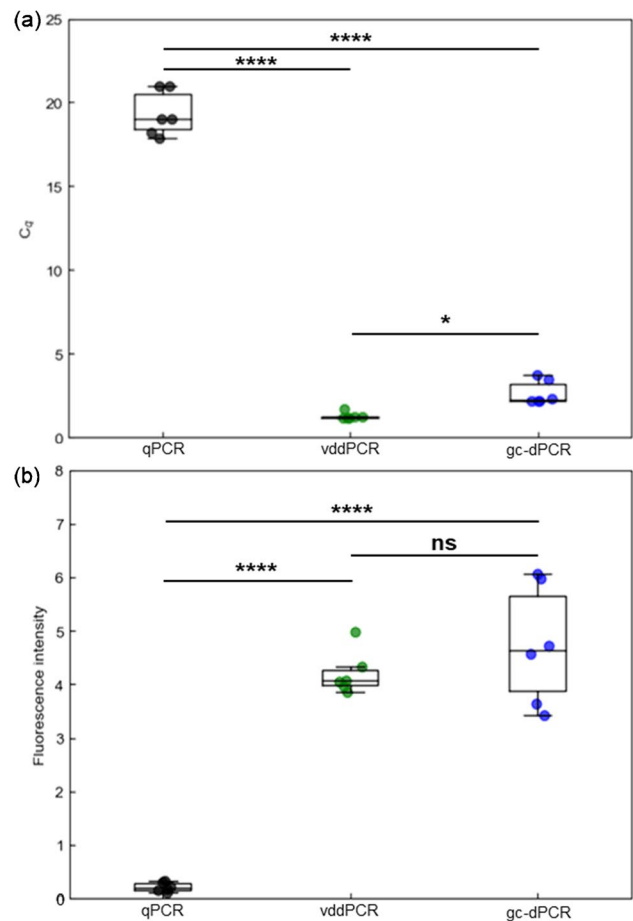 (a)
25
20
15
10
5
0
Cq
****
****
*
qPCR
vddPCR
gc-dPCR
(b)
8
7
6
5
4
3
2
1
0
Fluorescence intensity
****
ns
****
qPCR
vddPCR
gc-dPCR